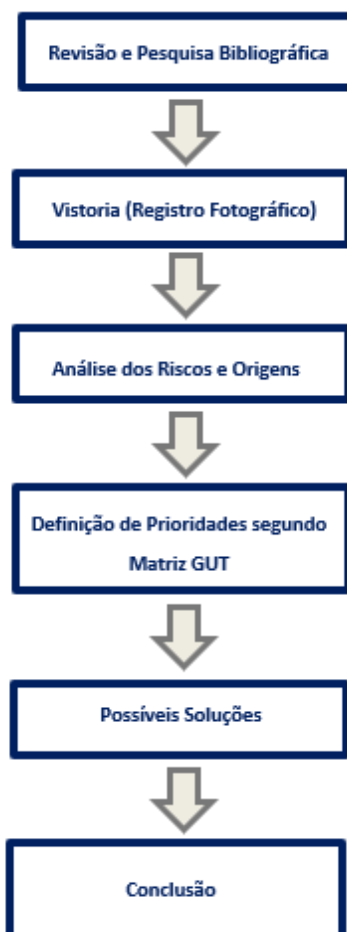 Revisão e Pesquisa Bibliográfica
Vistoria (Registro Fotográfico)
Análise dos Riscos e Origens
Definição de Prioridades segundo
Matriz GUT
Possíveis Soluções
Conclusão